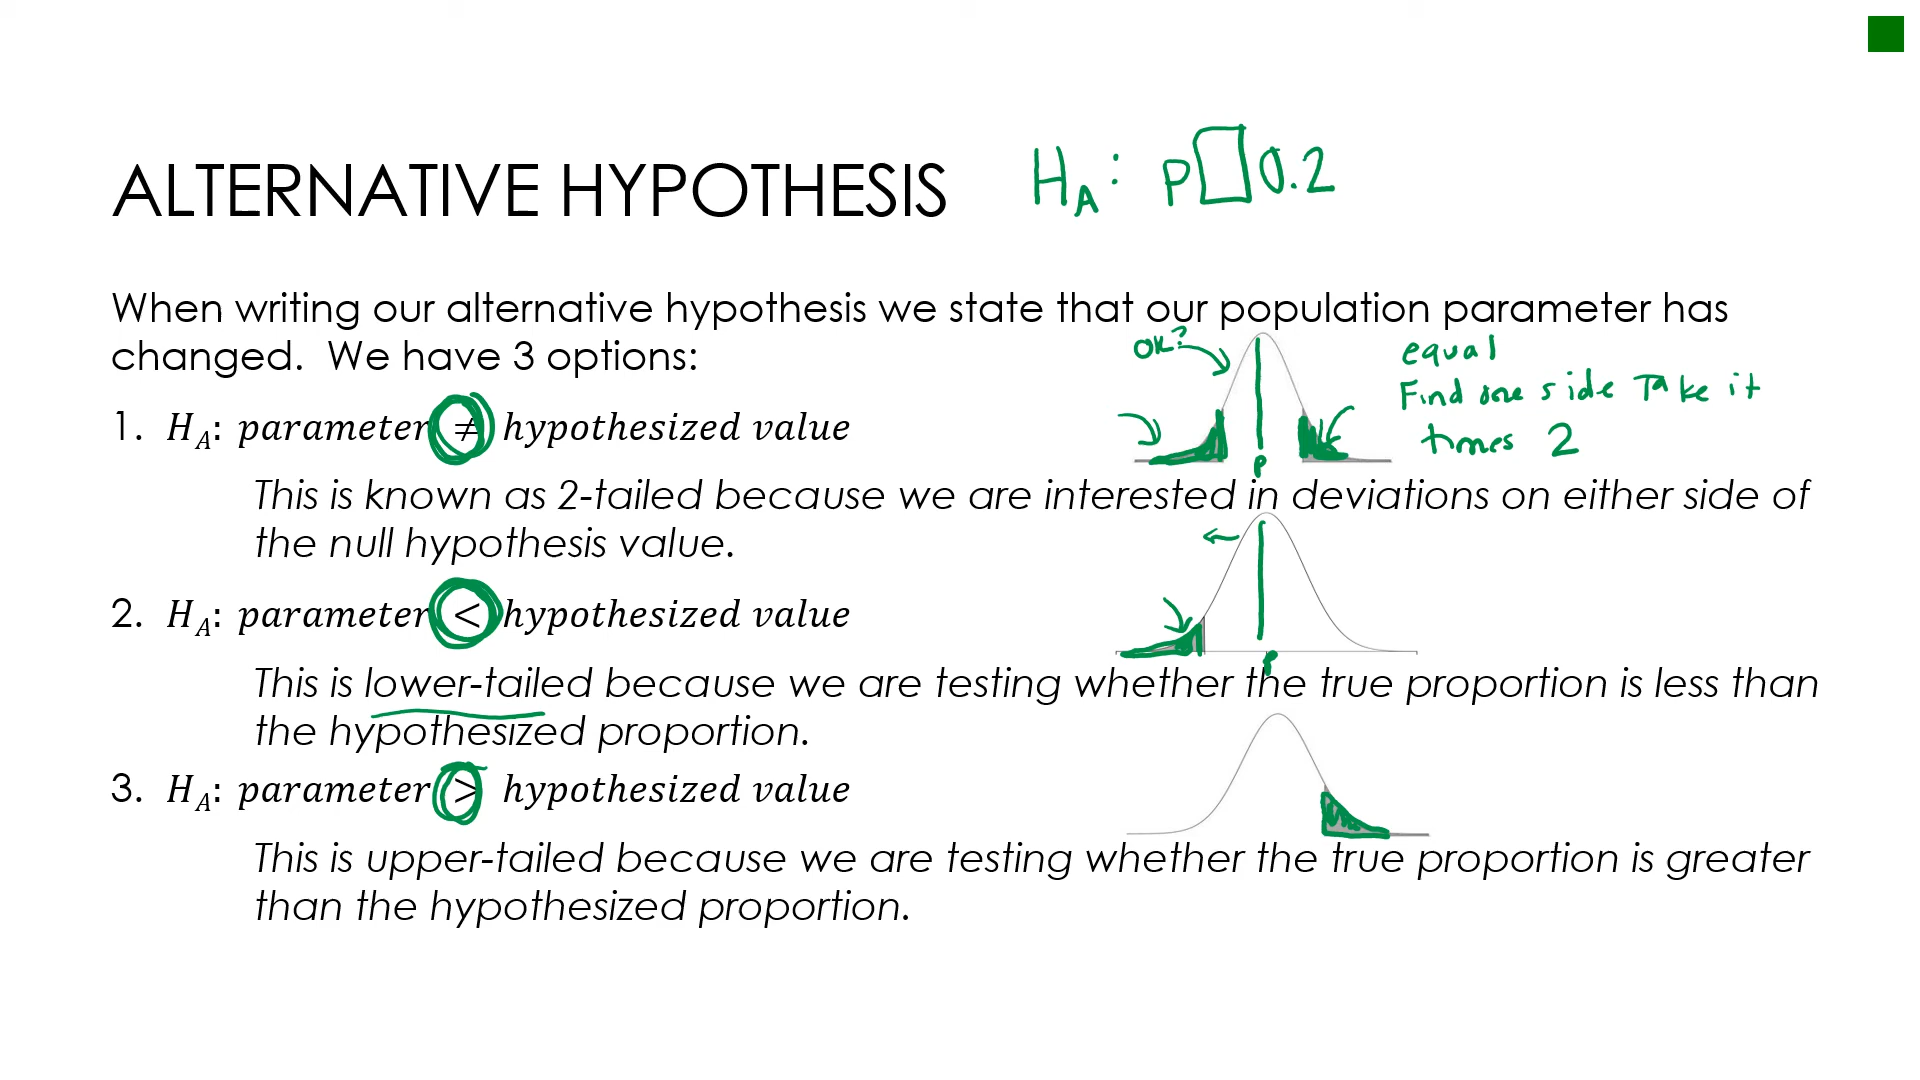 ALTERNATIVE HYPOTHESIS
H_A: p□0.2
When writing our alternative hypothesis we state that our population parameter has
changed. We have 3 options:
OK?
equal
Find one side Take it
times 2
1. H_A: parameter ≠ hypothesized value
p
This is known as 2-tailed because we are interested in deviations on either side of
the null hypothesis value.
2. H_A: parameter < hypothesized value
p
This is lower-tailed because we are testing whether the true proportion is less than
the hypothesized proportion.
3. H_A: parameter > hypothesized value
This is upper-tailed because we are testing whether the true proportion is greater
than the hypothesized proportion.